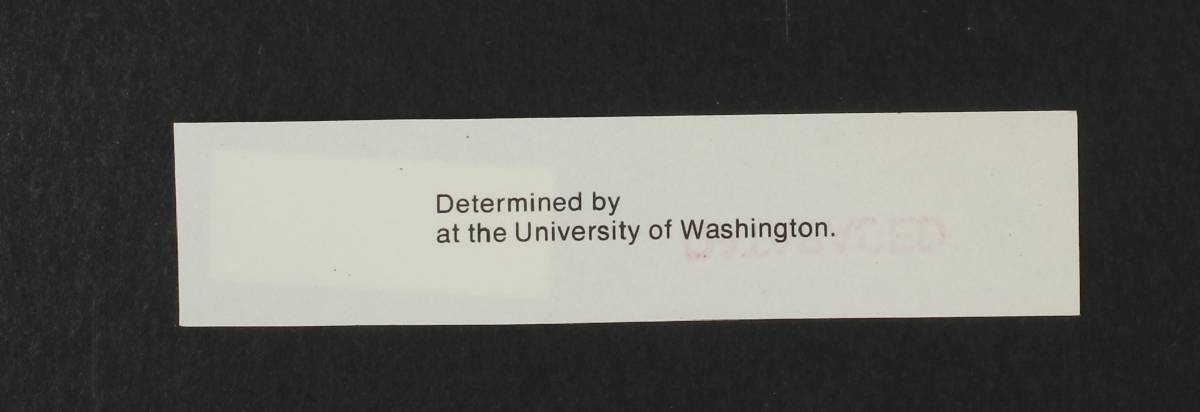 Determined by
at the University of Washington.